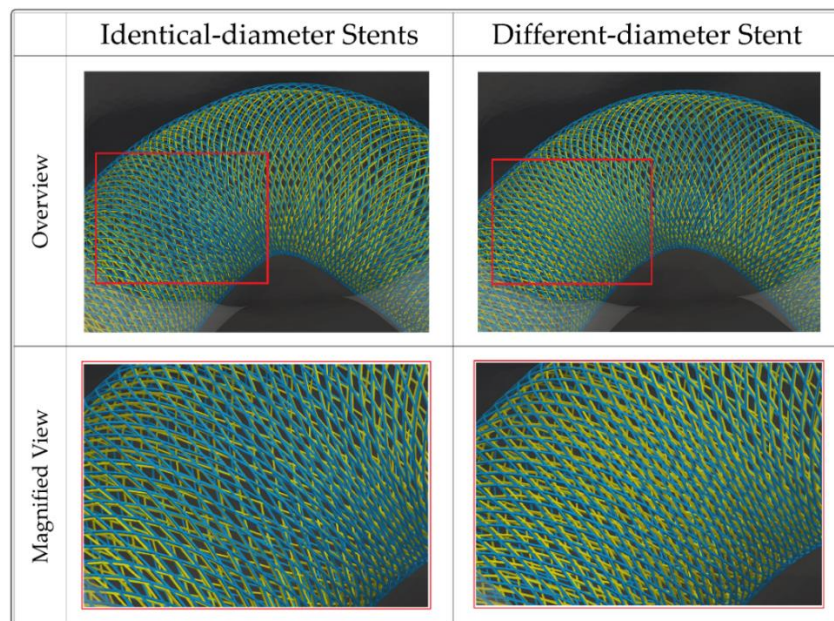 Identical-diameter Stents
Different-diameter Stent
Overview
Magnified View